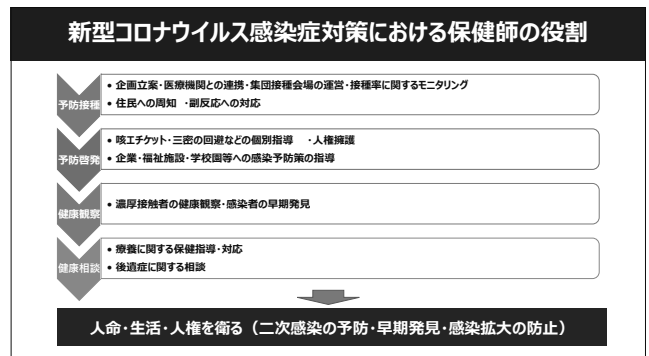 新型コロナウイルス感染症対策における保健師の役割
予防接種
• 企画立案・医療機関との連携・集団接種会場の運営・接種率に関するモニタリング
• 住民への周知 ・副反応への対応
予防啓発
• 咳エチケット・三密の回避などの個別指導 ・人権擁護
• 企業・福祉施設・学校園等への感染予防策の指導
健康観察
• 濃厚接触者の健康観察・感染者の早期発見
健康相談
• 療養に関する保健指導・対応
• 後遺症に関する相談
人命・生活・人権を衛る（二次感染の予防・早期発見・感染拡大の防止）